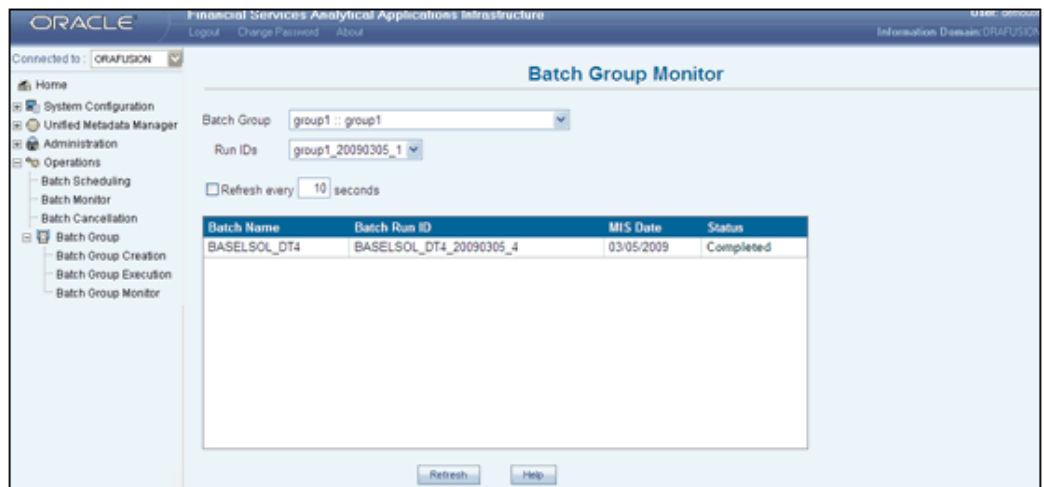 ORACLE
Financial Services Analytical Applications Infrastructure
Logout Change Password About
User:
Information Domain:ORAFUSION
Connected to : ORAFUSION
Home
System Configuration
Unified Metadata Manager
Administration
Operations
Batch Scheduling
Batch Monitor
Batch Cancellation
Batch Group
Batch Group Creation
Batch Group Execution
Batch Group Monitor
Batch Group Monitor
Batch Group group1 :: group1
Run IDs group1_20090305_1
Refresh every 10 seconds
Batch Name Batch Run ID MIS Date Status
BASELSOL_DT4 BASELSOL_DT4_20090305_4 03/05/2009 Completed
Refresh Help